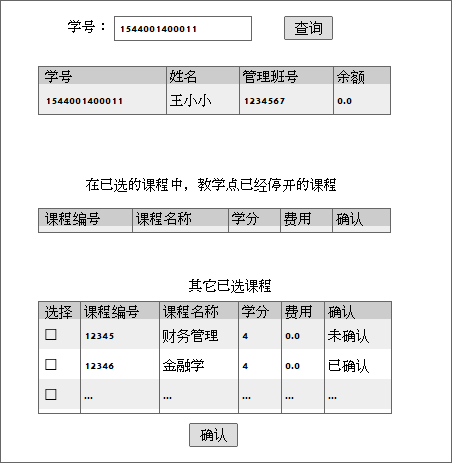 学号： 1544001400011 查询
学号 姓名 管理班号 余额
1544001400011 王小小 1234567 0.0
在已选的课程中，教学点已经停开的课程
课程编号 课程名称 学分 费用 确认
其它已选课程
选择 课程编号 课程名称 学分 费用 确认
12345 财务管理 4 0.0 未确认
12346 金融学 4 0.0 已确认
... ... ... ... ...
确认